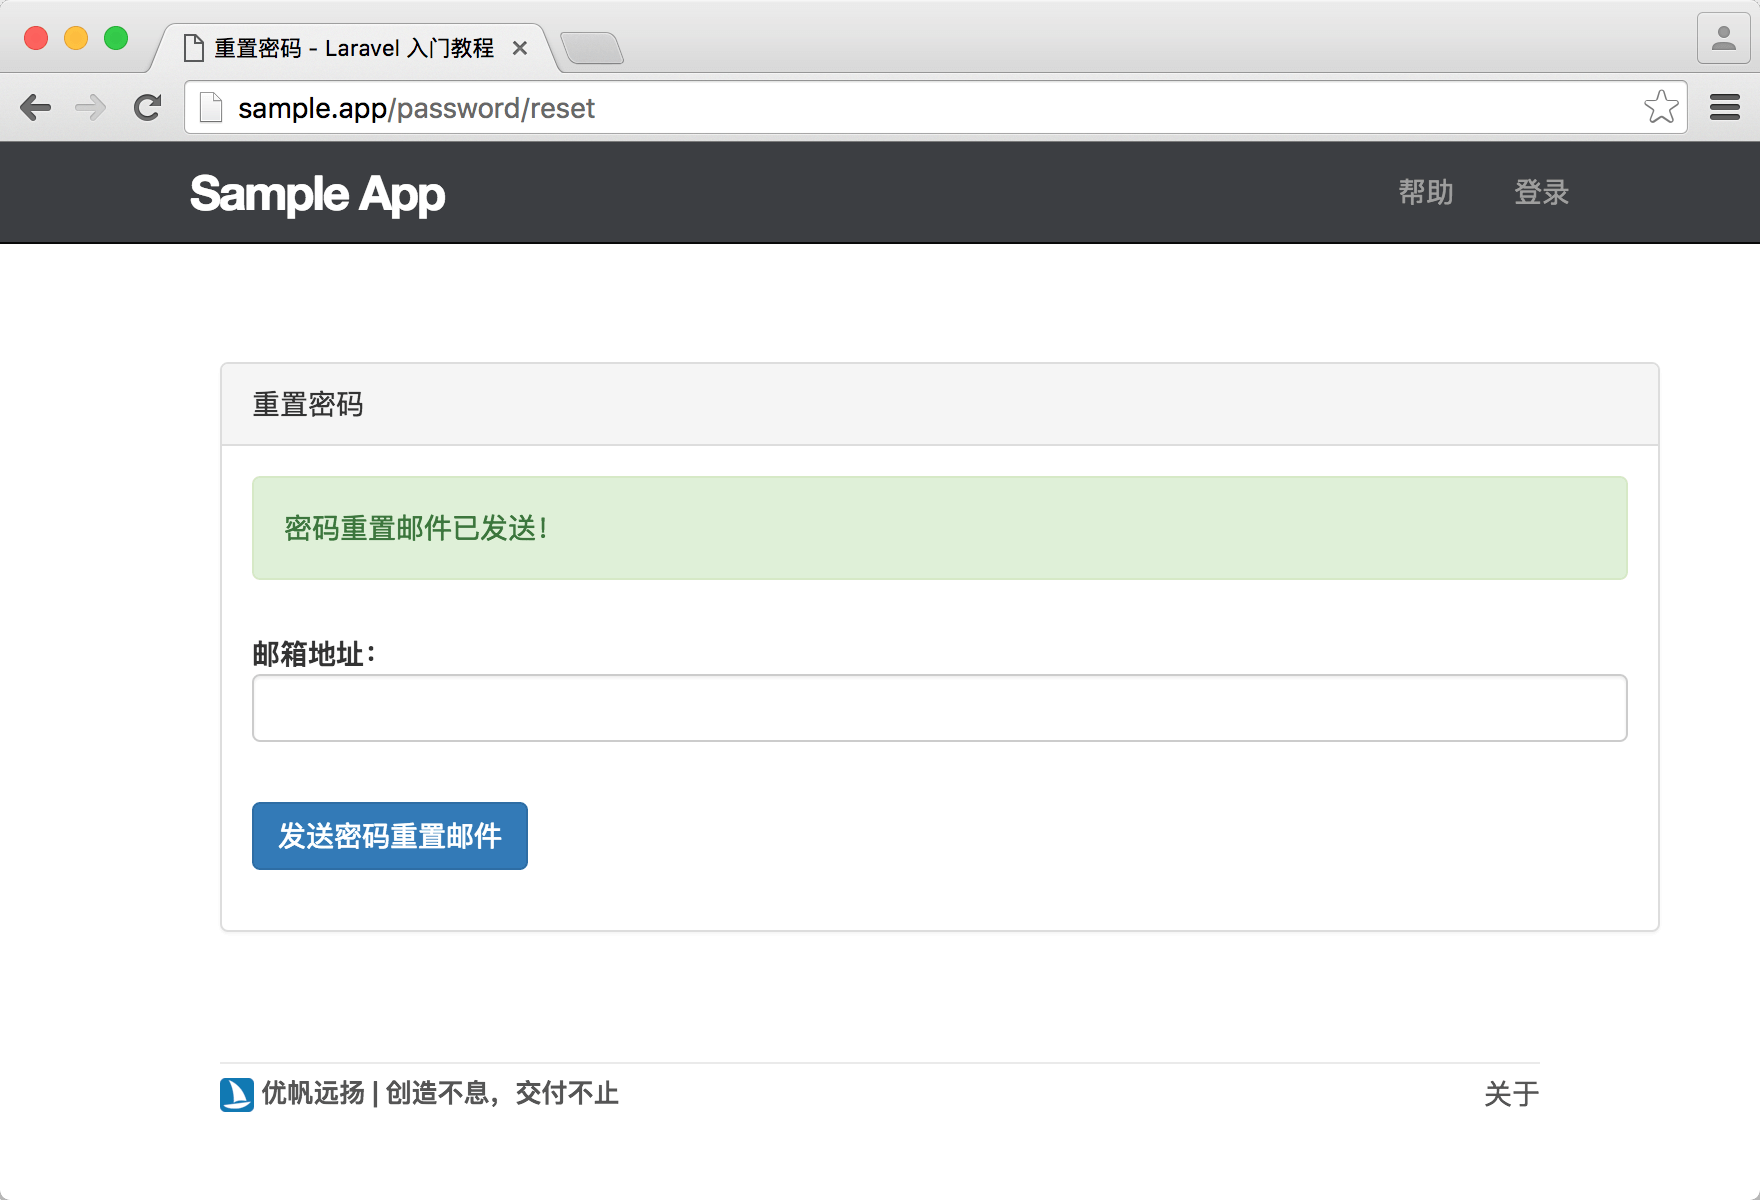 重置密码 - Laravel 入门教程
sample.app/password/reset
Sample App
帮助
登录
重置密码
密码重置邮件已发送！
邮箱地址：
发送密码重置邮件
优帆远扬 | 创造不息，交付不止
关于